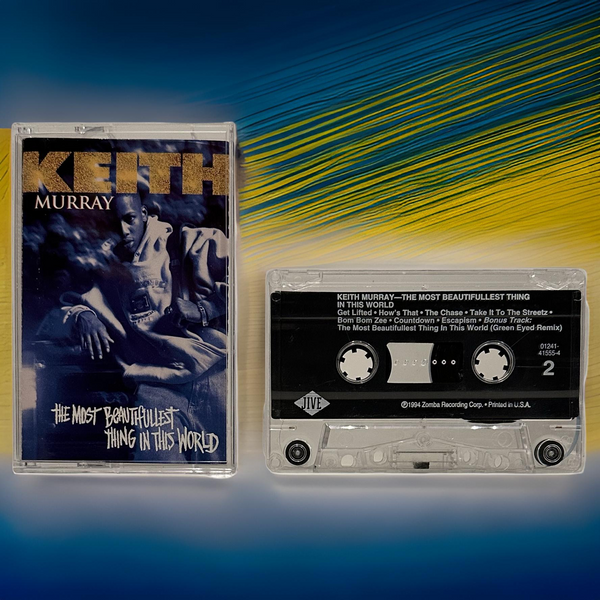 KEITH
MURRAY
THE MOST BEAUTIFULLEST
THING IN THIS WORLD
KEITH MURRAY—THE MOST BEAUTIFULLEST THING
IN THIS WORLD
Get Lifted • How's That • The Chase • Take It To The Streetz •
Bom Bom Zee • Countdown • Escapism • Bonus Track:
The Most Beautifullest Thing In This World (Green Eyed Remix)
01241-
41555-4
2
JIVE
℗1994 Zomba Recording Corp. • Printed in U.S.A.